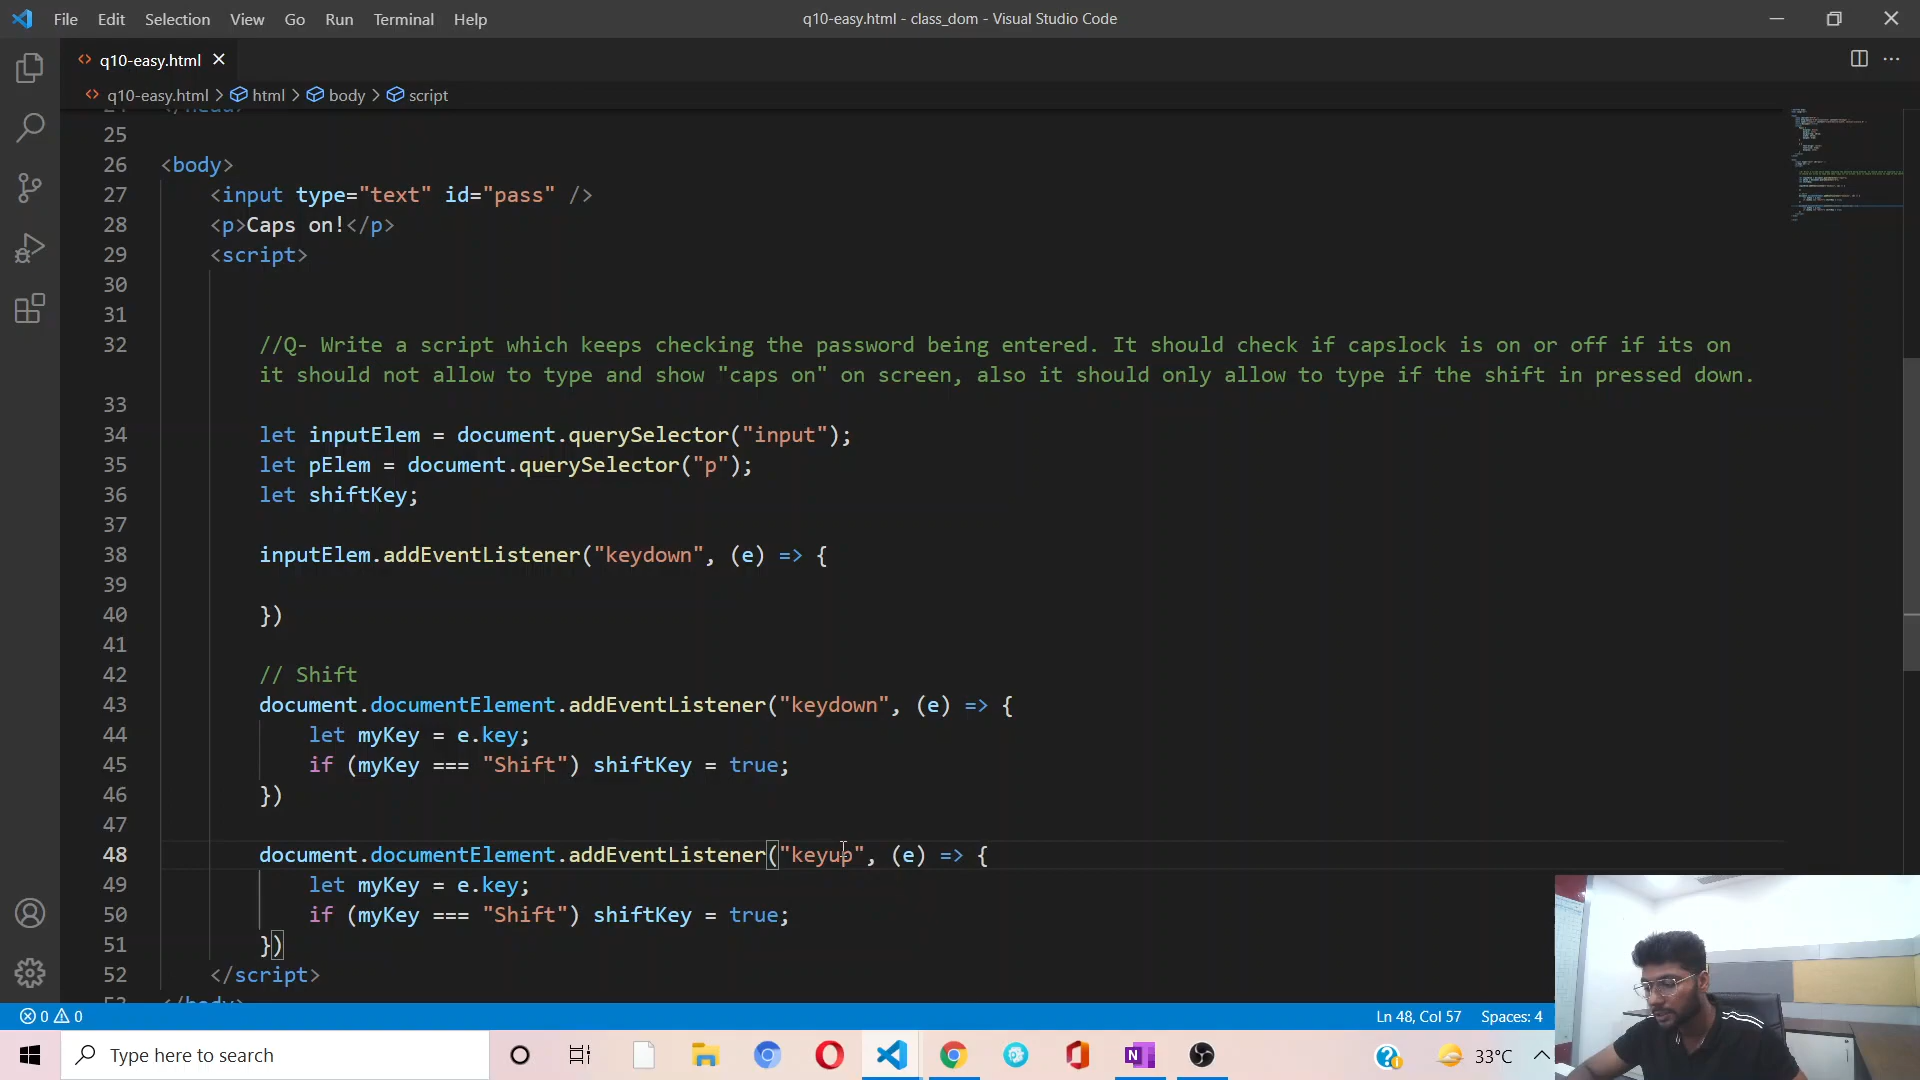 File Edit Selection View Go Run Terminal Help
q10-easy.html - class_dom - Visual Studio Code
q10-easy.html
q10-easy.html > html > body > script
24 </head>
25
26 <body>
27 <input type="text" id="pass" />
28 <p>Caps on!</p>
29 <script>
30
31
32 //Q- Write a script which keeps checking the password being entered. It should check if capslock is on or off if its on
it should not allow to type and show "caps on" on screen, also it should only allow to type if the shift in pressed down.
33
34 let inputElem = document.querySelector("input");
35 let pElem = document.querySelector("p");
36 let shiftKey;
37
38 inputElem.addEventListener("keydown", (e) => {
39
40 })
41
42 // Shift
43 document.documentElement.addEventListener("keydown", (e) => {
44 let myKey = e.key;
45 if (myKey === "Shift") shiftKey = true;
46 })
47
48 document.documentElement.addEventListener("keyup", (e) => {
49 let myKey = e.key;
50 if (myKey === "Shift") shiftKey = true;
51 })
52 </script>
53 </body>
0 0
Ln 48, Col 57 Spaces: 4
Type here to search
33°C